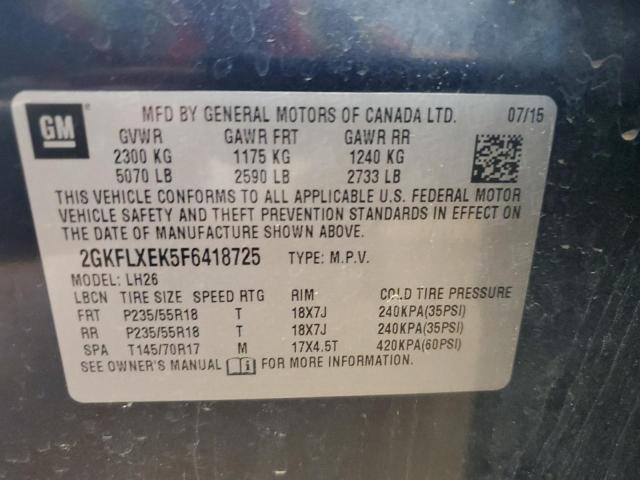 GM
®
MFD BY GENERAL MOTORS OF CANADA LTD. 07/15
GVWR GAWR FRT GAWR RR
2300 KG 1175 KG 1240 KG
5070 LB 2590 LB 2733 LB
THIS VEHICLE CONFORMS TO ALL APPLICABLE U.S. FEDERAL MOTOR
VEHICLE SAFETY AND THEFT PREVENTION STANDARDS IN EFFECT ON
THE DATE OF MANUFACTURE SHOWN ABOVE.
2GKFLXEK5F6418725 TYPE: M.P.V.
MODEL: LH26
LBCN TIRE SIZE SPEED RTG RIM COLD TIRE PRESSURE
FRT P235/55R18 T 18X7J 240KPA(35PSI)
RR P235/55R18 T 18X7J 240KPA(35PSI)
SPA T145/70R17 M 17X4.5T 420KPA(60PSI)
SEE OWNER'S MANUAL FOR MORE INFORMATION.